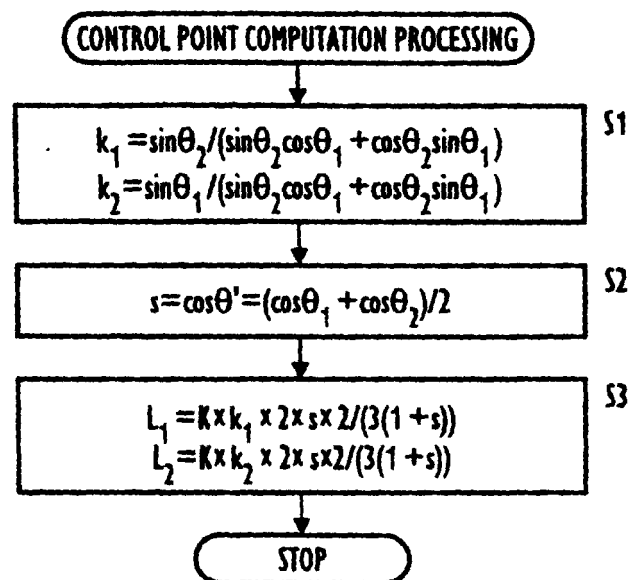 CONTROL POINT COMPUTATION PROCESSING
S1
k₁=sinθ₂/(sinθ₂cosθ₁+cosθ₂sinθ₁)
k₂=sinθ₁/(sinθ₂cosθ₁+cosθ₂sinθ₁)
S2
s=cosθ'=(cosθ₁+cosθ₂)/2
S3
L₁=K×k₁×2×s×2/(3(1+s))
L₂=K×k₂×2×s×2/(3(1+s))
STOP